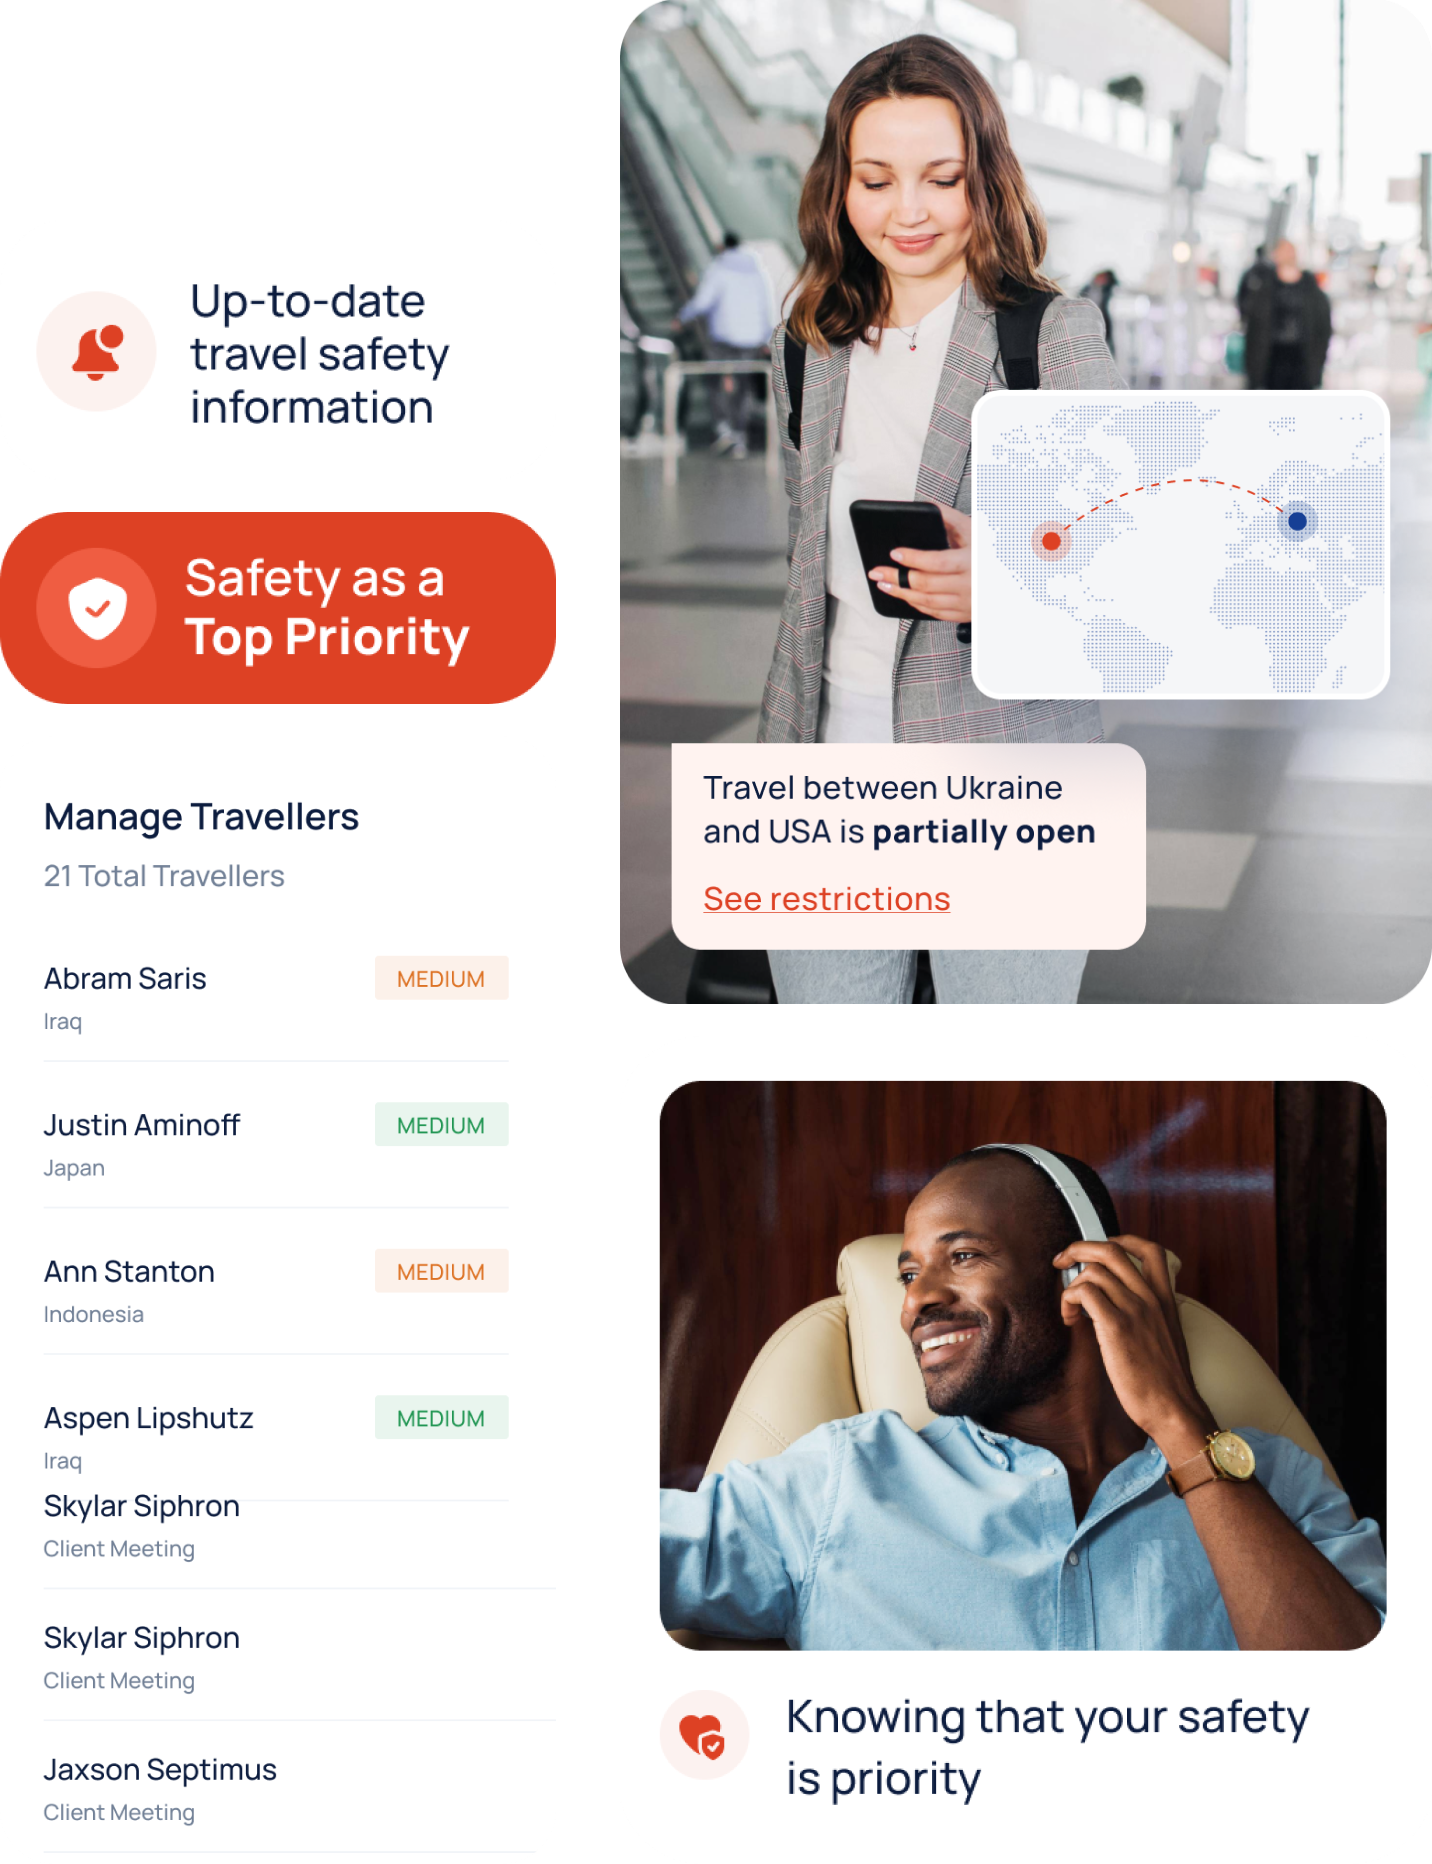 Up-to-date
travel safety
information
Safety as a
Top Priority
Manage Travellers
21 Total Travellers
Abram Saris
MEDIUM
Iraq
Justin Aminoff
MEDIUM
Japan
Ann Stanton
MEDIUM
Indonesia
Aspen Lipshutz
MEDIUM
Iraq
Skylar Siphron
Client Meeting
Skylar Siphron
Client Meeting
Jaxson Septimus
Client Meeting
Travel between Ukraine
and USA is partially open
See restrictions
Knowing that your safety
is priority